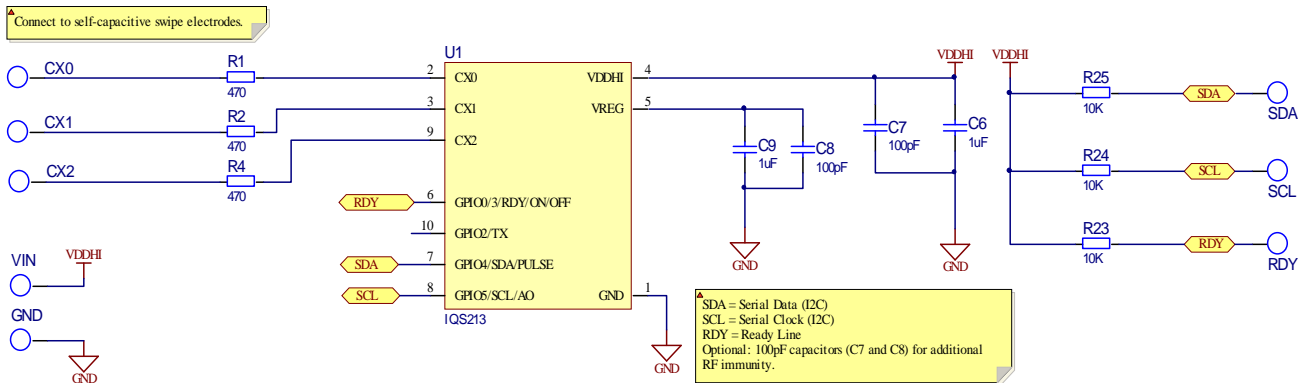 Connect to self-capacitive swipe electrodes.
CX0
R1
470
CX1
R2
470
CX2
R4
470
U1
2 CX0
3 CX1
9 CX2
RDY 6 GPIO0/3/RDY/ON/OFF
10 GPIO2/TX
SDA 7 GPIO4/SDA/PULSE
SCL 8 GPIO5/SCL/AO
VDDHI 4
VREG 5
GND 1
IQS213
GND
VIN
VDDHI
GND
GND
C9
1uF
C8
100pF
GND
C7
100pF
VDDHI
C6
1uF
GND
VDDHI
R25
10K
SDA
SDA
R24
10K
SCL
SCL
R23
10K
RDY
RDY
SDA = Serial Data (I2C)
SCL = Serial Clock (I2C)
RDY = Ready Line
Optional: 100pF capacitors (C7 and C8) for additional
RF immunity.